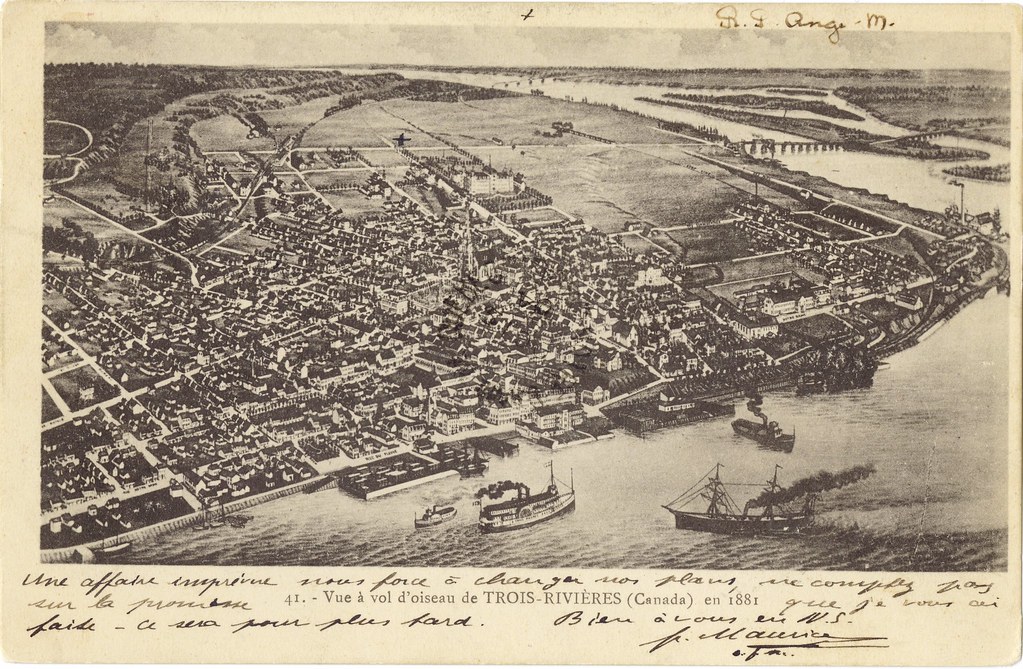 R. P. Ange-M.
Une affaire imprévue nous force à changer nos plans, ne comptez pas
41. - Vue à vol d'oiseau de TROIS-RIVIÈRES (Canada) en 1881
sur la promesse que je vous ai
faite - ce sera pour plus tard. Bien à vous en N.S.
p. Maurice
o.f.m.